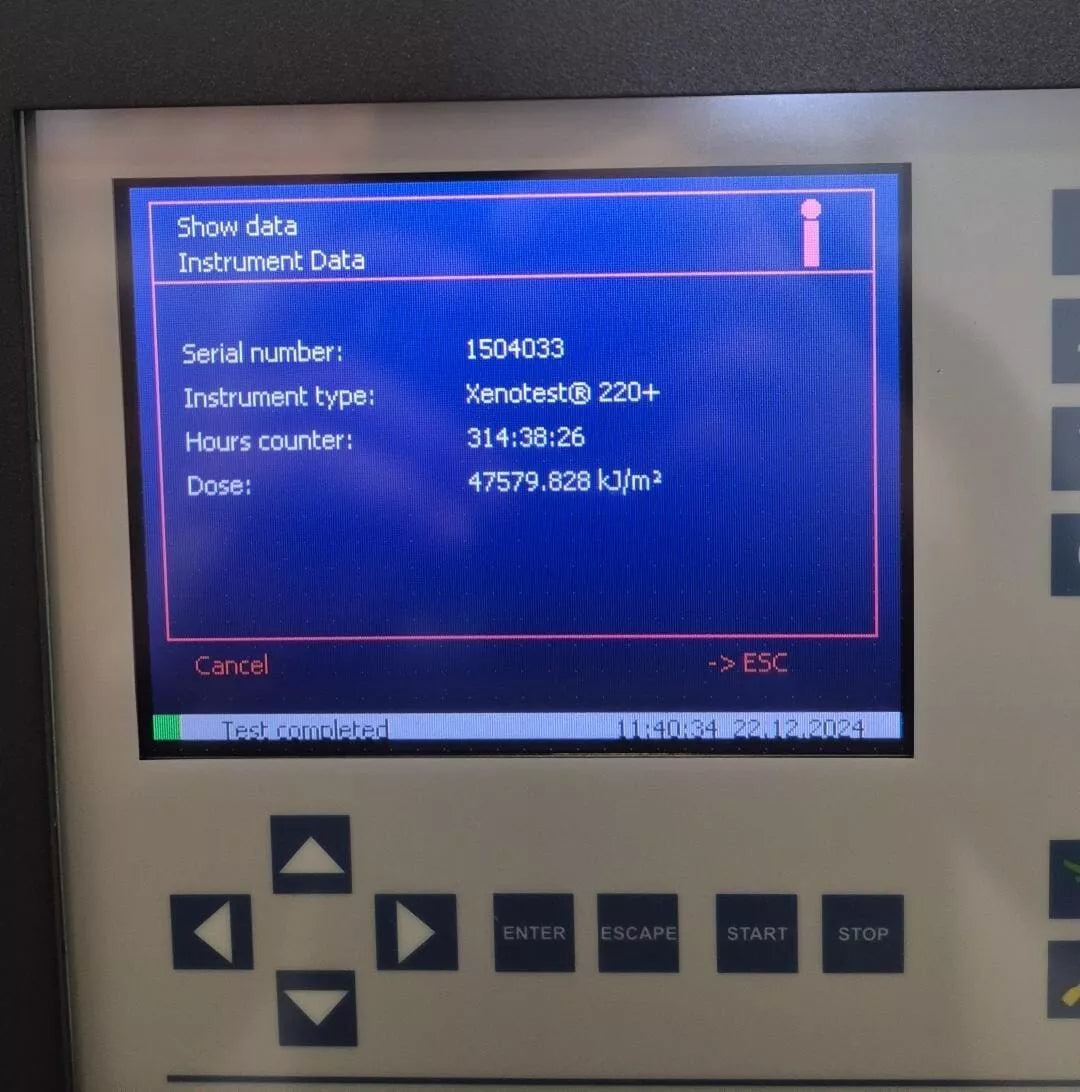 Show data
Instrument Data
Serial number: 1504033
Instrument type: Xenotest® 220+
Hours counter: 314:38:26
Dose: 47579.828 kJ/m²
Cancel -> ESC
Test completed 11:40:34 22.12.2024
ENTER ESCAPE START STOP